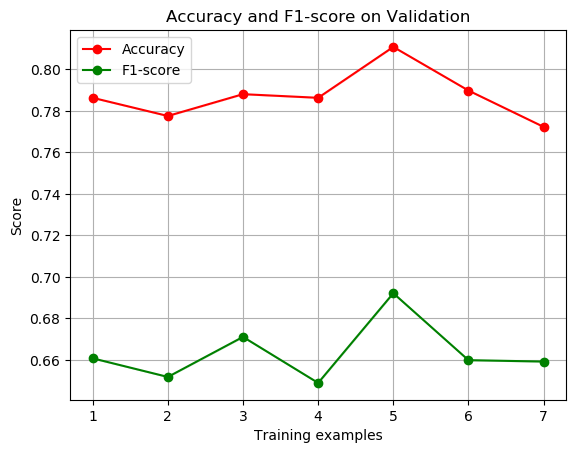 Accuracy and F1-score on Validation
Accuracy
F1-score
0.80
0.78
0.76
0.74
0.72
0.70
0.68
0.66
Score
1 2 3 4 5 6 7
Training examples